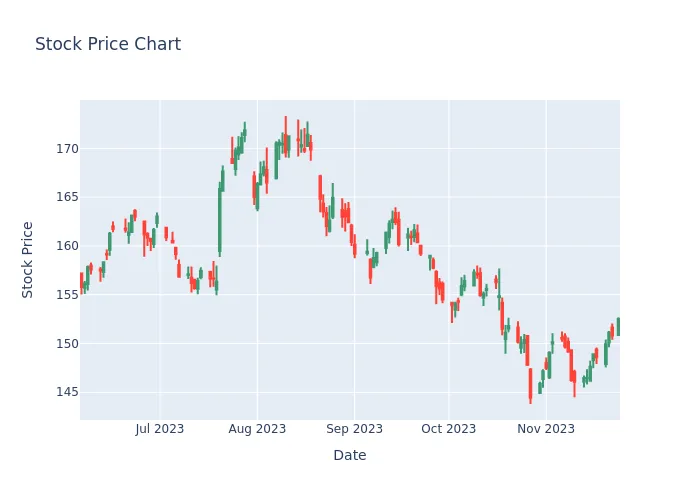 Stock Price Chart
Stock Price
170
165
160
155
150
145
Jul 2023
Aug 2023
Sep 2023
Oct 2023
Nov 2023
Date